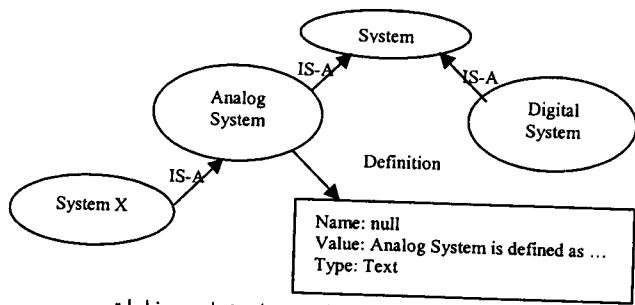 System
IS-A
IS-A
Analog
System
Digital
System
Definition
IS-A
System X
Name: null
Value: Analog System is defined as ...
Type: Text